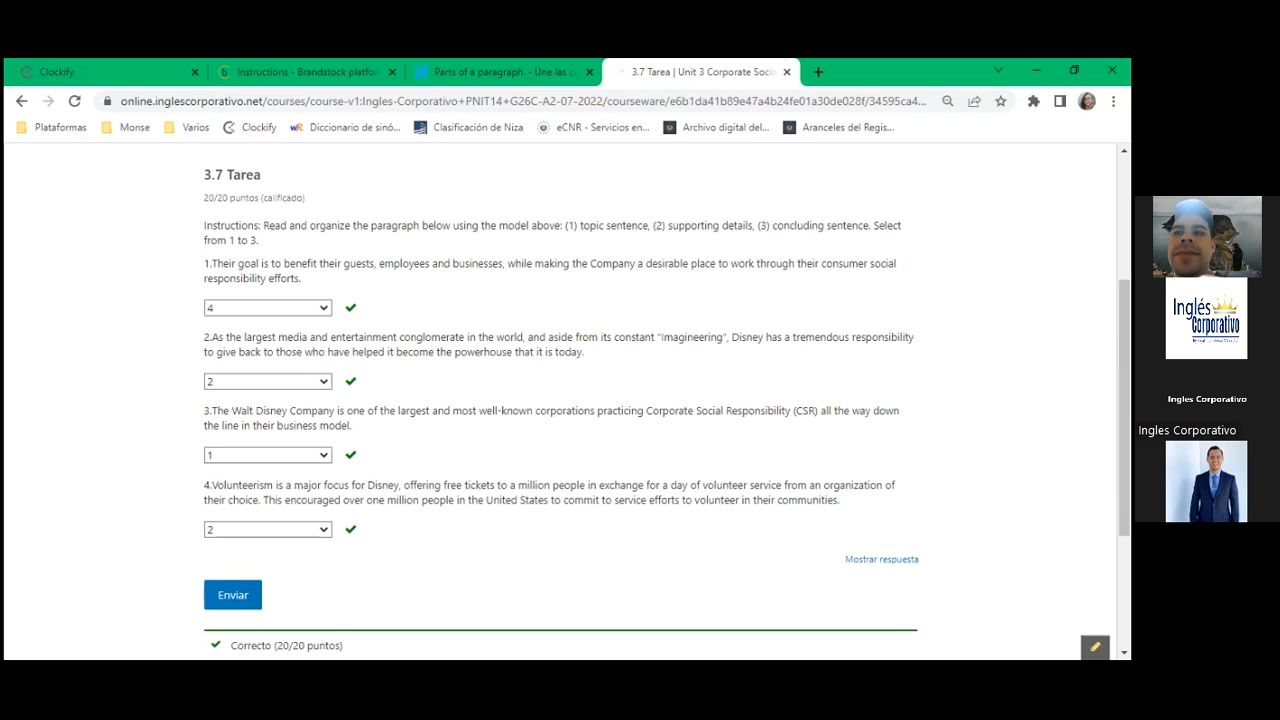 Clockify
Instructions - Brandstock platfor
Parts of a paragraph. - Une las co
3.7 Tarea | Unit 3 Corporate Socia
online.inglescorporativo.net/courses/course-v1:Ingles-Corporativo+PNIT14+G26C-A2-07-2022/courseware/e6b1da41b89e47a4b24fe01a30de028f/34595ca4...
Plataformas
Monse
Varios
Clockify
Diccionario de sinó...
Clasificación de Niza
eCNR - Servicios en...
Archivo digital del...
Aranceles del Regis...
3.7 Tarea
20/20 puntos (calificado)
Instructions: Read and organize the paragraph below using the model above: (1) topic sentence, (2) supporting details, (3) concluding sentence. Select
from 1 to 3.
1.Their goal is to benefit their guests, employees and businesses, while making the Company a desirable place to work through their consumer social
responsibility efforts.
4
2.As the largest media and entertainment conglomerate in the world, and aside from its constant “Imagineering”, Disney has a tremendous responsibility
to give back to those who have helped it become the powerhouse that it is today.
2
3.The Walt Disney Company is one of the largest and most well-known corporations practicing Corporate Social Responsibility (CSR) all the way down
the line in their business model.
1
4.Volunteerism is a major focus for Disney, offering free tickets to a million people in exchange for a day of volunteer service from an organization of
their choice. This encouraged over one million people in the United States to commit to service efforts to volunteer in their communities.
2
Mostrar respuesta
Enviar
Correcto (20/20 puntos)
Inglés
Corporativo
Ingles Corporativo
Ingles Corporativo